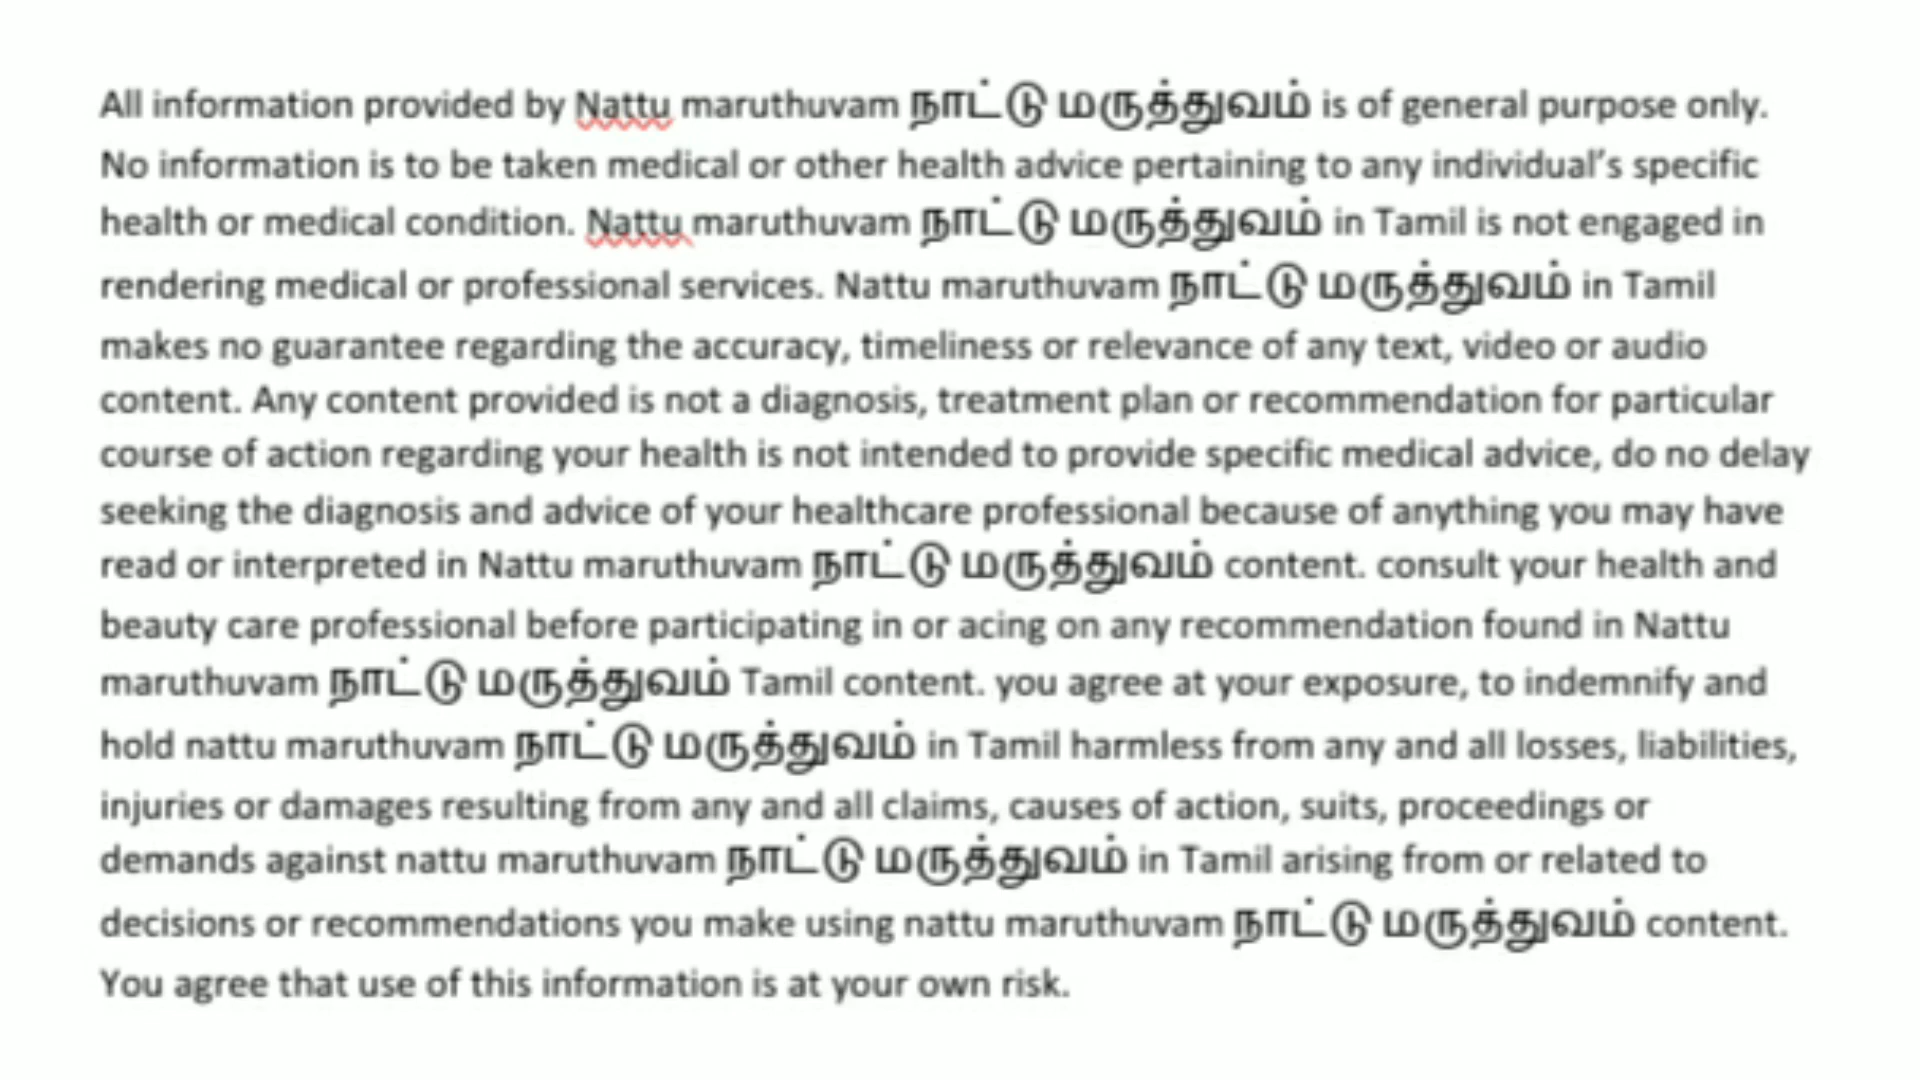 All information provided by Nattu maruthuvam நாட்டு மருத்துவம் is of general purpose only.
No information is to be taken medical or other health advice pertaining to any individual’s specific
health or medical condition. Nattu maruthuvam நாட்டு மருத்துவம் in Tamil is not engaged in
rendering medical or professional services. Nattu maruthuvam நாட்டு மருத்துவம் in Tamil
makes no guarantee regarding the accuracy, timeliness or relevance of any text, video or audio
content. Any content provided is not a diagnosis, treatment plan or recommendation for particular
course of action regarding your health is not intended to provide specific medical advice, do no delay
seeking the diagnosis and advice of your healthcare professional because of anything you may have
read or interpreted in Nattu maruthuvam நாட்டு மருத்துவம் content. consult your health and
beauty care professional before participating in or acing on any recommendation found in Nattu
maruthuvam நாட்டு மருத்துவம் Tamil content. you agree at your exposure, to indemnify and
hold nattu maruthuvam நாட்டு மருத்துவம் in Tamil harmless from any and all losses, liabilities,
injuries or damages resulting from any and all claims, causes of action, suits, proceedings or
demands against nattu maruthuvam நாட்டு மருத்துவம் in Tamil arising from or related to
decisions or recommendations you make using nattu maruthuvam நாட்டு மருத்துவம் content.
You agree that use of this information is at your own risk.